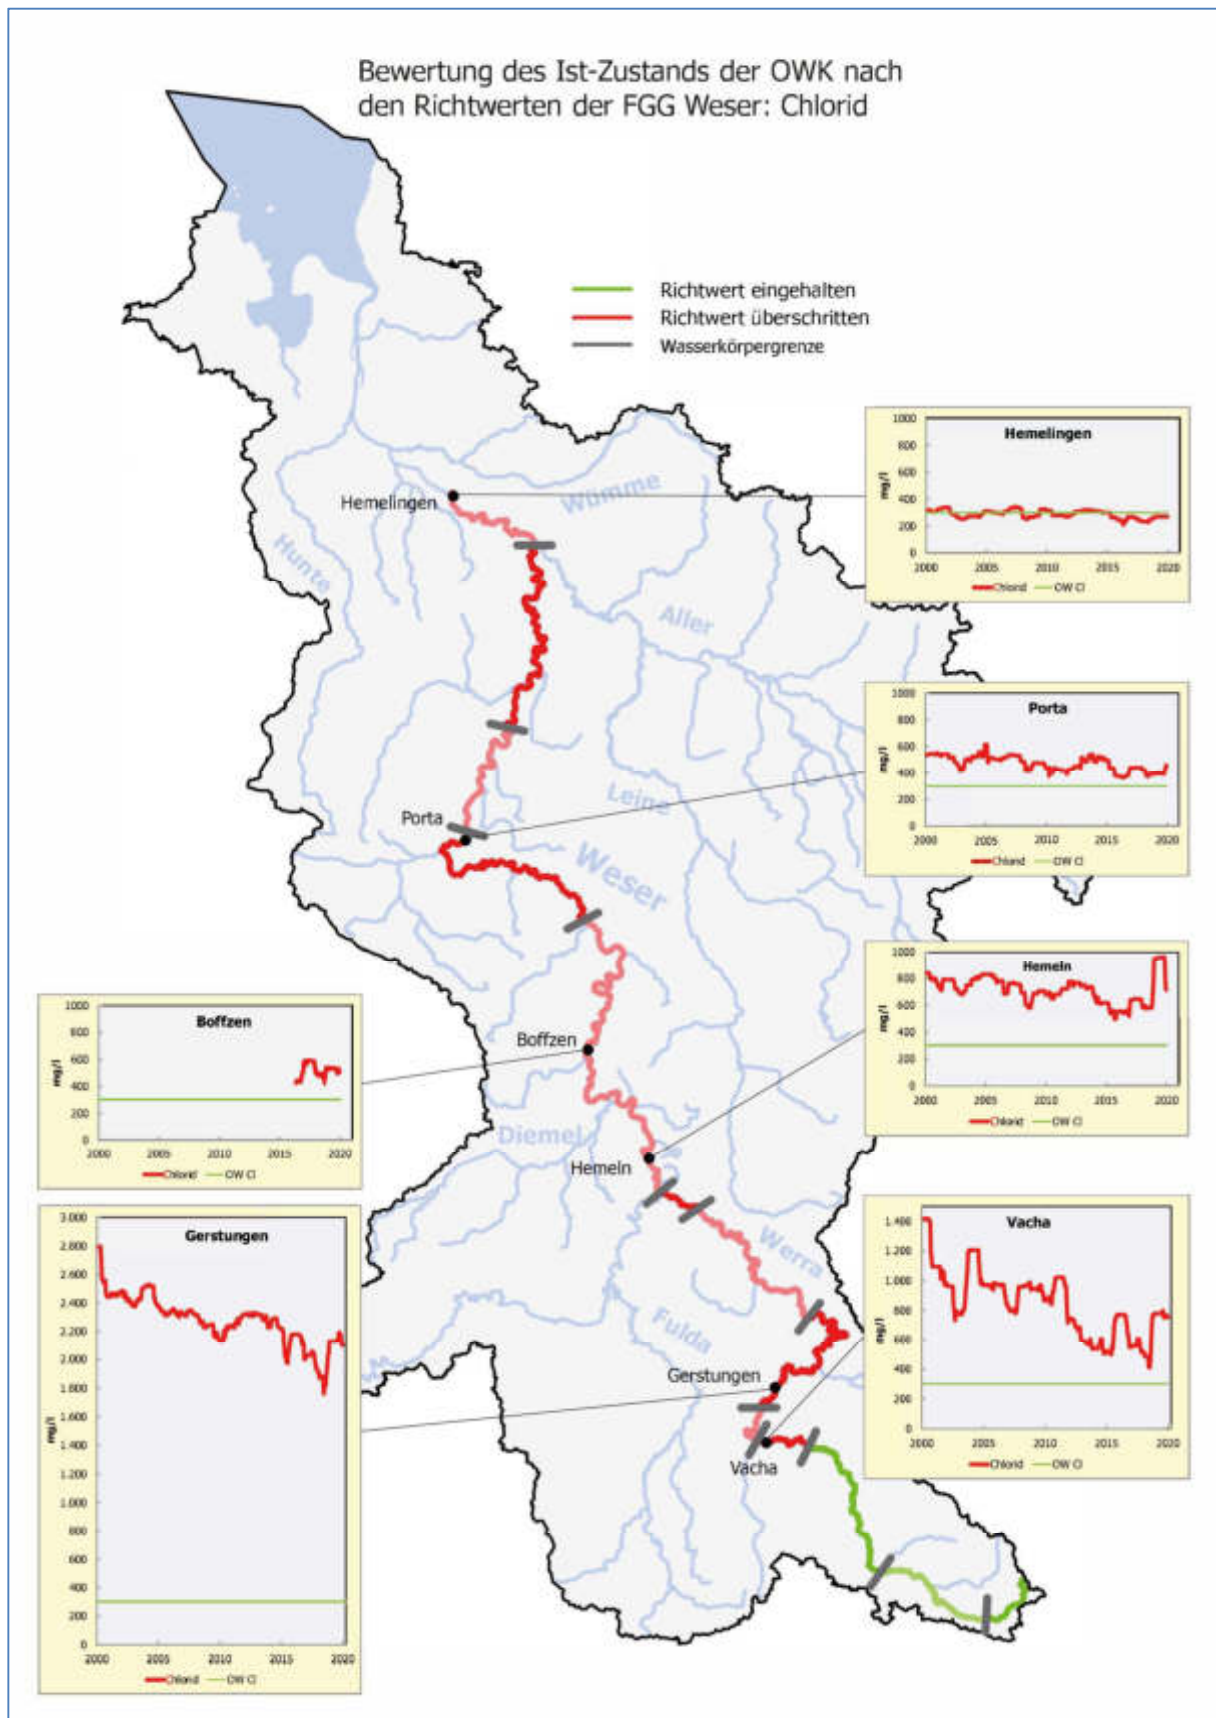 Bewertung des Ist-Zustands der OWK nach
den Richtwerten der FGG Weser: Chlorid
Richtwert eingehalten
Richtwert überschritten
Wasserkörpergrenze
Hemelingen
mg/l
1000
800
600
400
200
0
2000 2005 2010 2015 2020
Chlorid OW Cl
Hemelingen
Wümme
Hunte
Aller
Porta
mg/l
1000
800
600
400
200
0
2000 2005 2010 2015 2020
Chlorid OW Cl
Leine
Porta
Weser
Hemeln
mg/l
1000
800
600
400
200
0
2000 2005 2010 2015 2020
Chlorid OW Cl
Boffzen
mg/l
1000
800
600
400
200
0
2000 2005 2010 2015 2020
Chlorid OW Cl
Boffzen
Diemel
Hemeln
Werra
Fulda
Gerstungen
mg/l
3.000
2.800
2.600
2.400
2.200
2.000
1.800
1.600
1.400
1.200
1.000
800
600
400
200
0
2000 2005 2010 2015 2020
Chlorid OW Cl
Vacha
mg/l
1.400
1.200
1.000
800
600
400
200
0
2000 2005 2010 2015 2020
Chlorid OW Cl
Gerstungen
Vacha